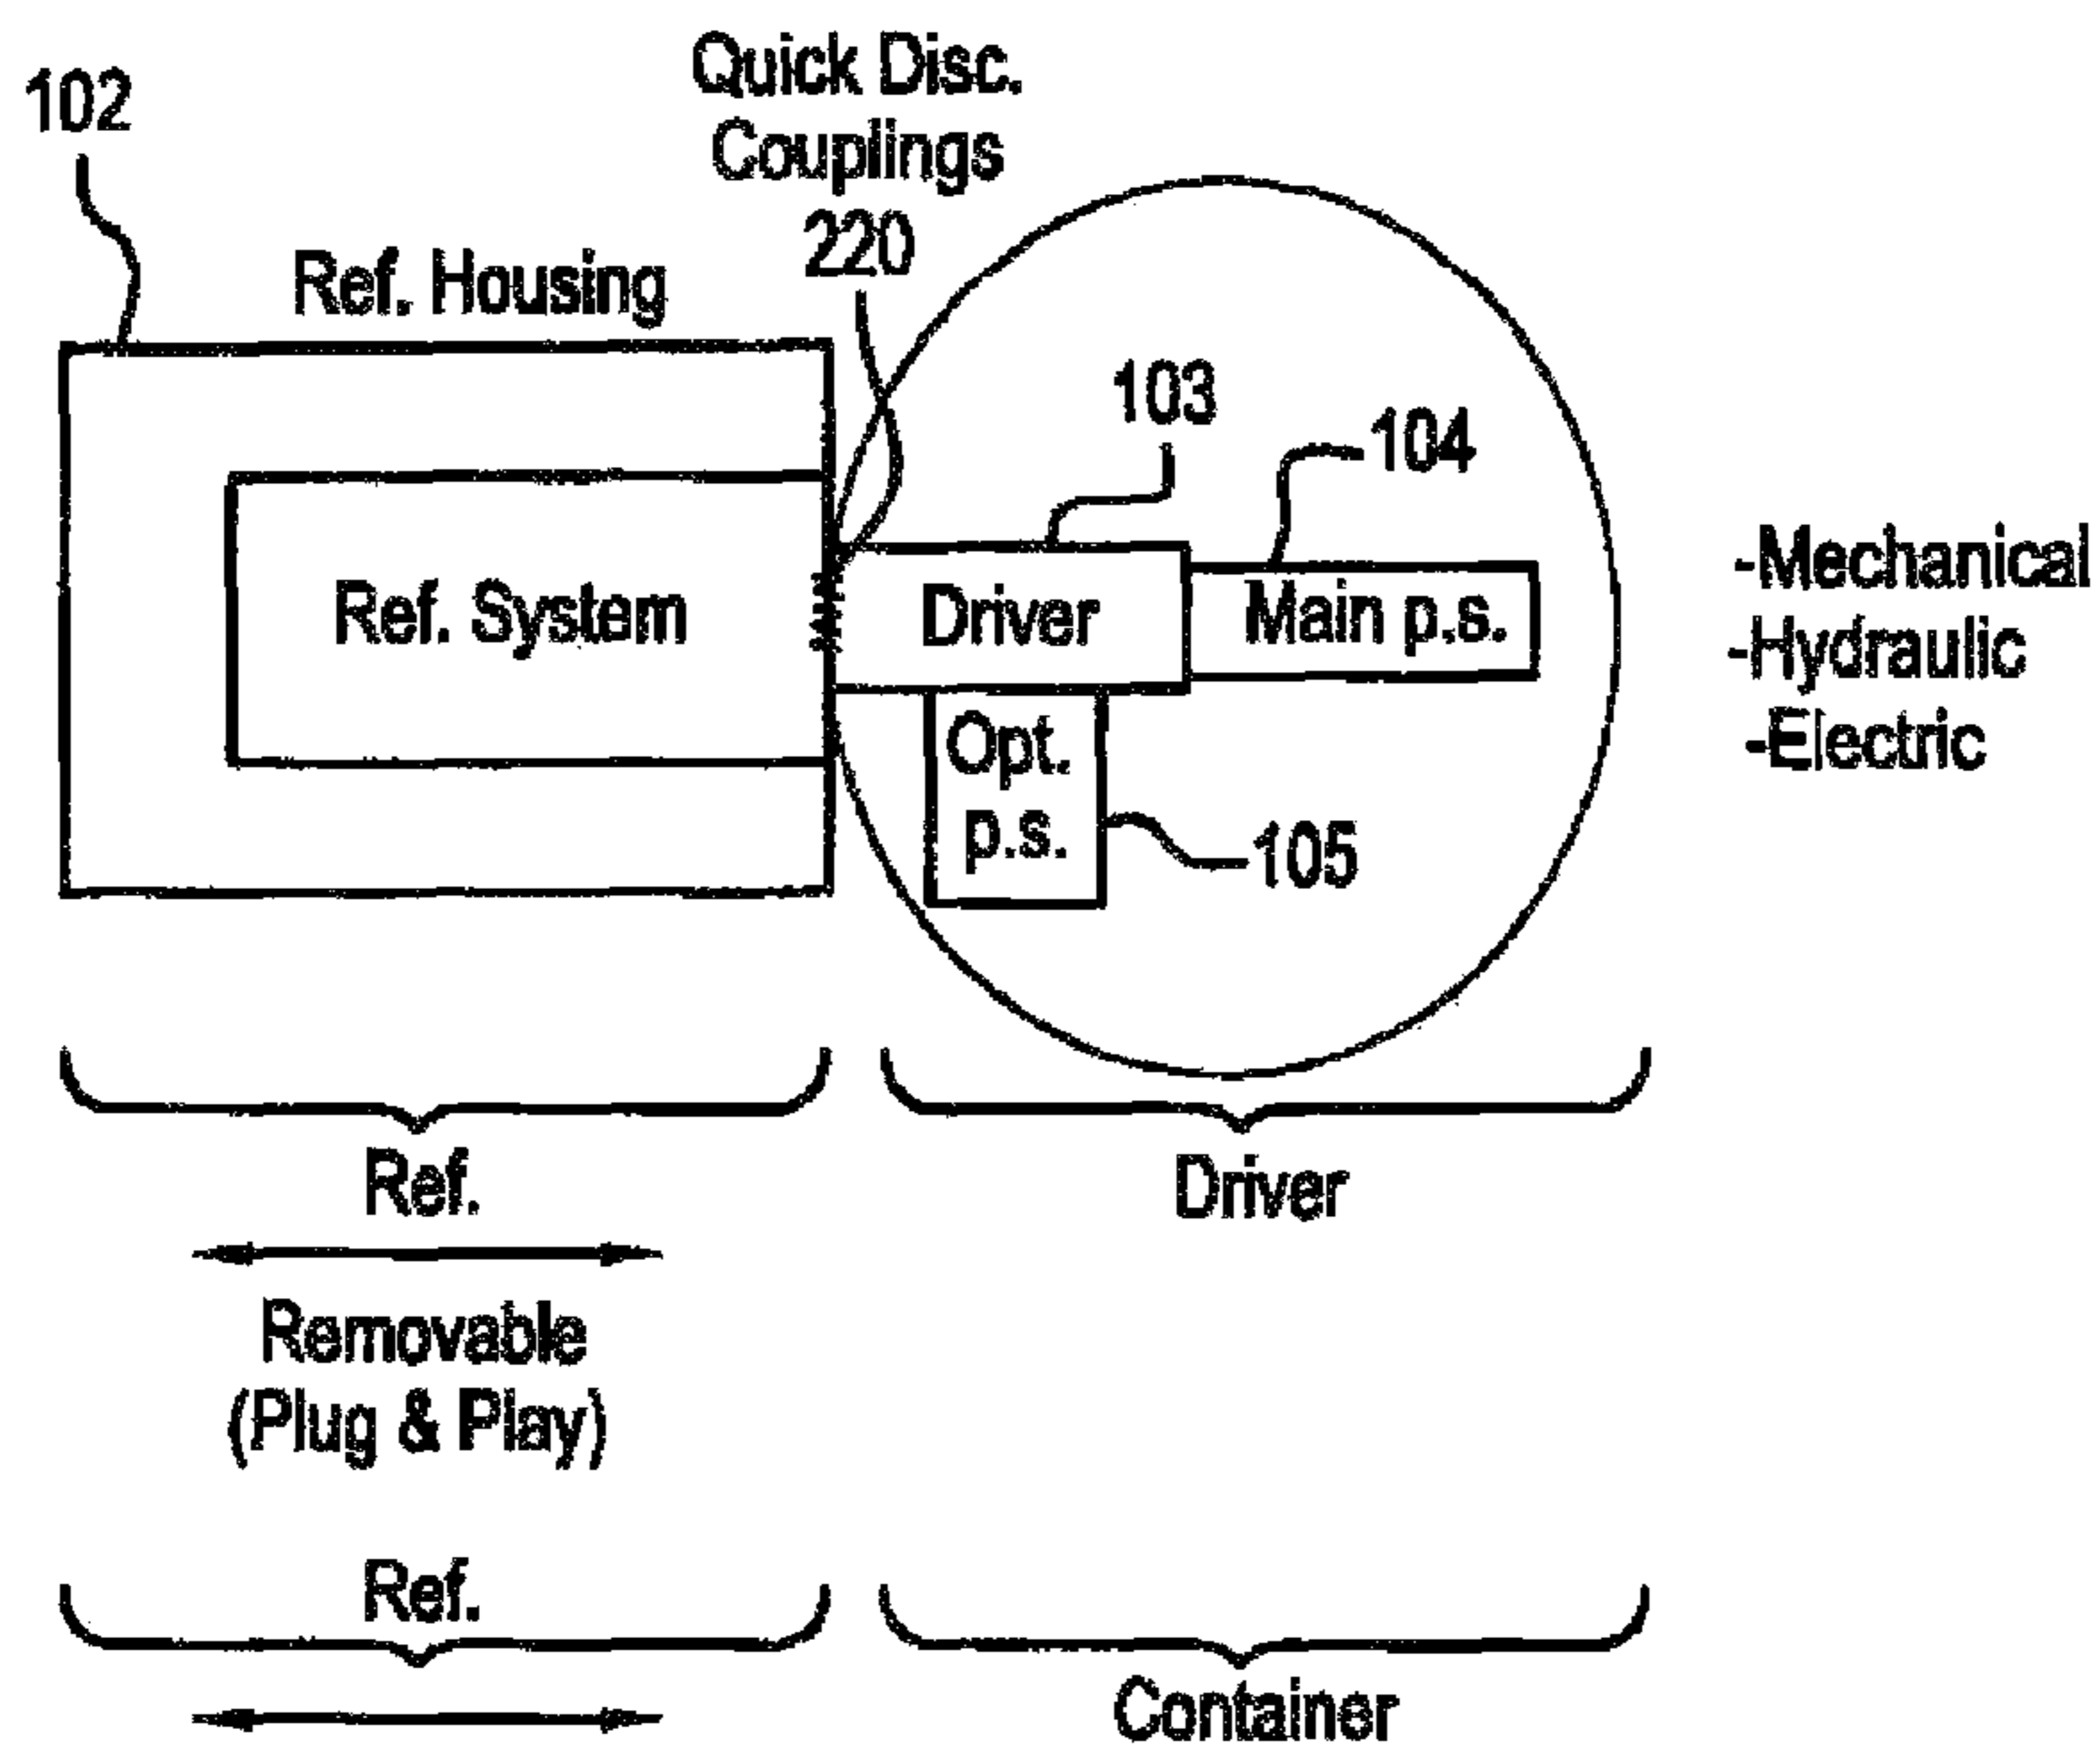 102
Quick Disc.
Couplings
220
Ref. Housing
103
104
Ref. System
Driver
Main p.s.
Opt.
p.s.
105
-Mechanical
-Hydraulic
-Electric
Ref.
Driver
Removable
(Plug & Play)
Ref.
Container